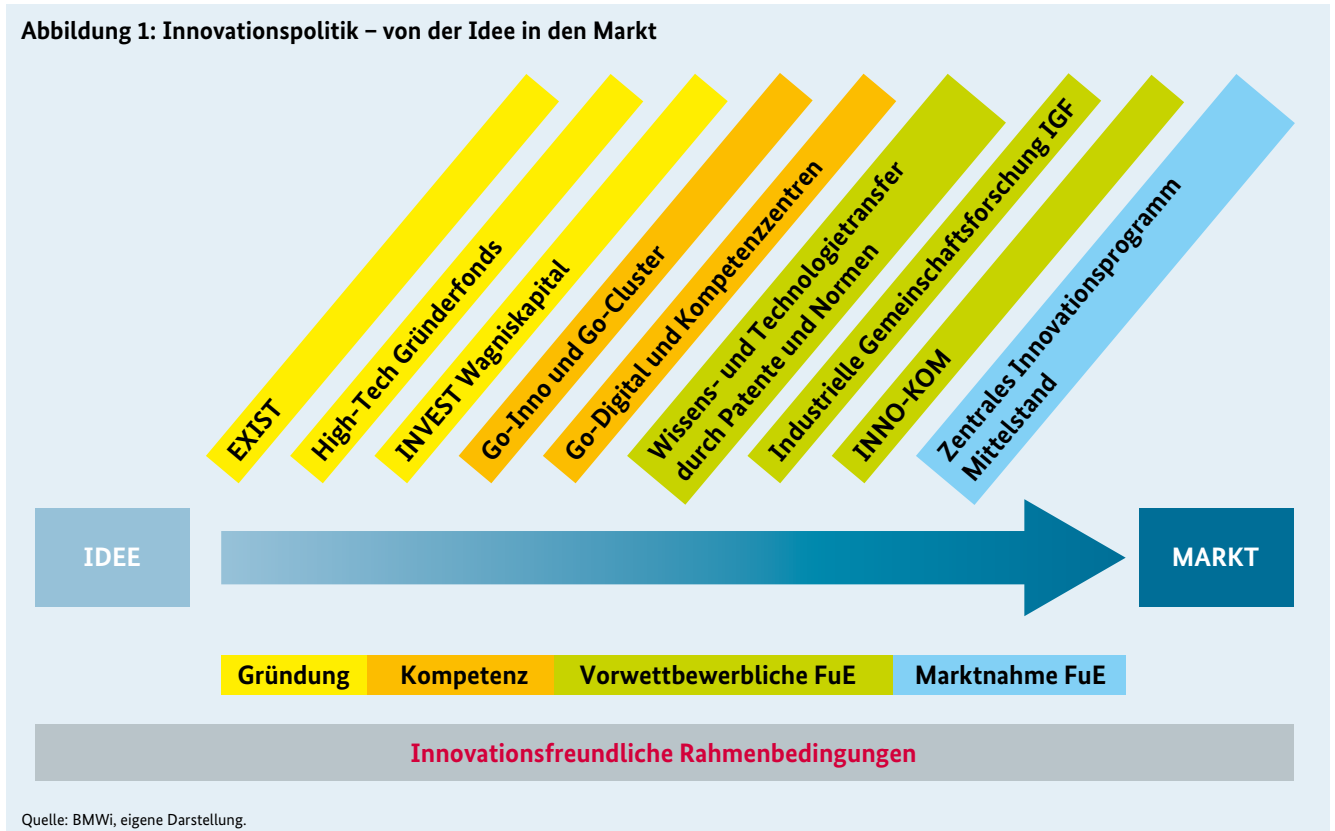 Abbildung 1: Innovationspolitik – von der Idee in den Markt
EXIST
High-Tech Gründerfonds
INVEST Wagniskapital
Go-Inno und Go-Cluster
Go-Digital und Kompetenzzentren
Wissens- und Technologietransfer
durch Patente und Normen
Industrielle Gemeinschaftsforschung IGF
INNO-KOM
Zentrales Innovationsprogramm
Mittelstand
IDEE
MARKT
Gründung
Kompetenz
Vorwettbewerbliche FuE
Marktnahme FuE
Innovationsfreundliche Rahmenbedingungen
Quelle: BMWi, eigene Darstellung.